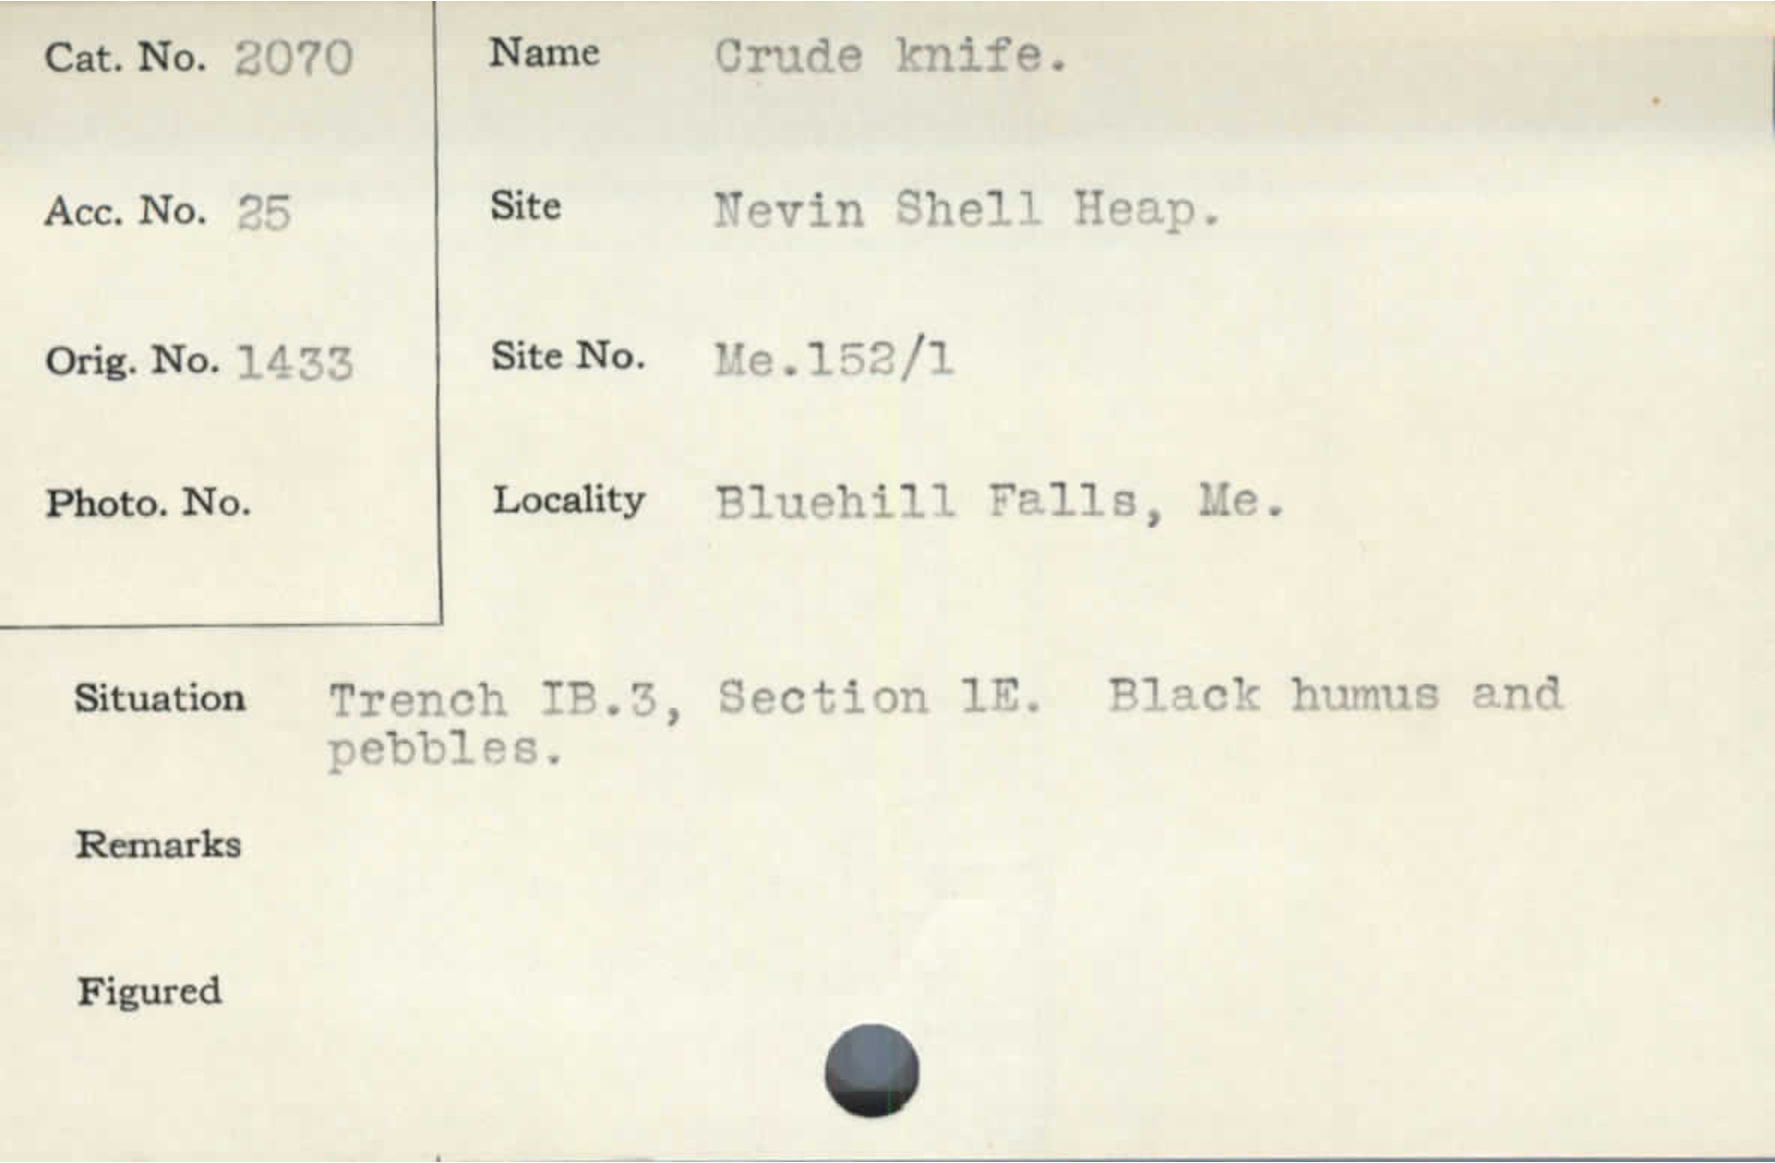 Cat. No. 2070
Name Crude knife.
Acc. No. 25
Site Nevin Shell Heap.
Orig. No. 1433
Site No. Me.152/1
Photo. No.
Locality Bluehill Falls, Me.
Situation Trench IB.3, Section 1E. Black humus and
pebbles.
Remarks
Figured